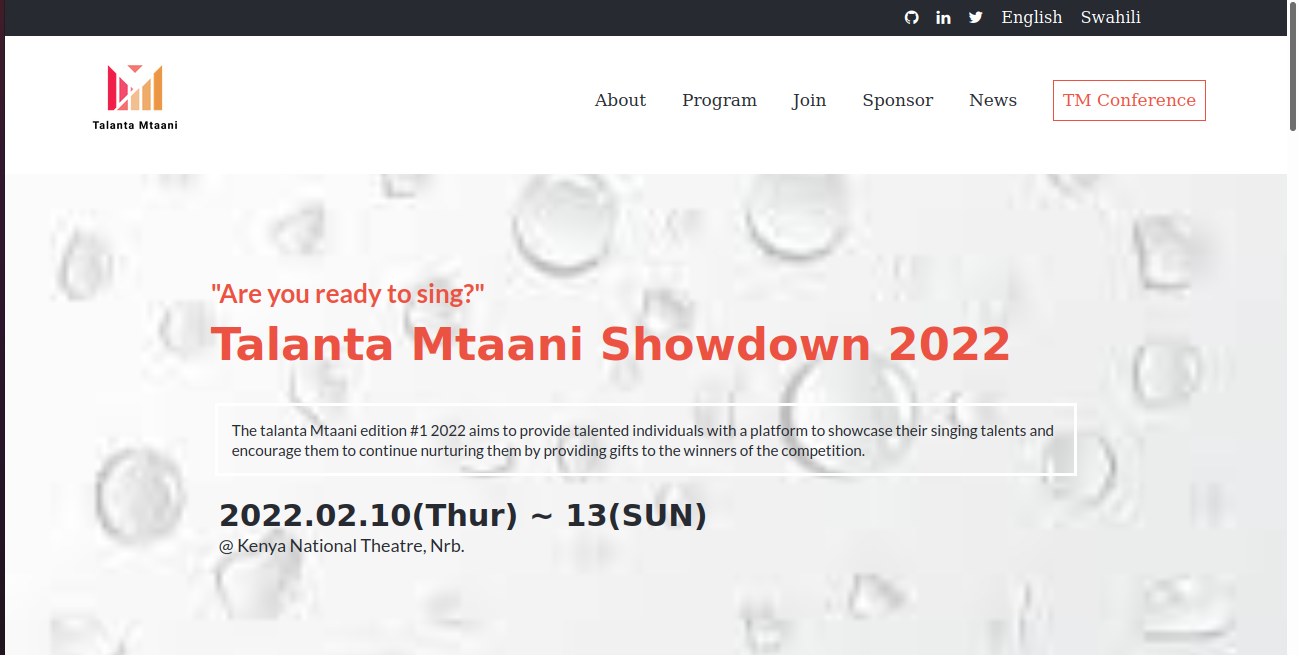 English Swahili
Talanta Mtaani
About Program Join Sponsor News TM Conference
"Are you ready to sing?"
Talanta Mtaani Showdown 2022
The talanta Mtaani edition #1 2022 aims to provide talented individuals with a platform to showcase their singing talents and
encourage them to continue nurturing them by providing gifts to the winners of the competition.
2022.02.10(Thur) ~ 13(SUN)
@ Kenya National Theatre, Nrb.